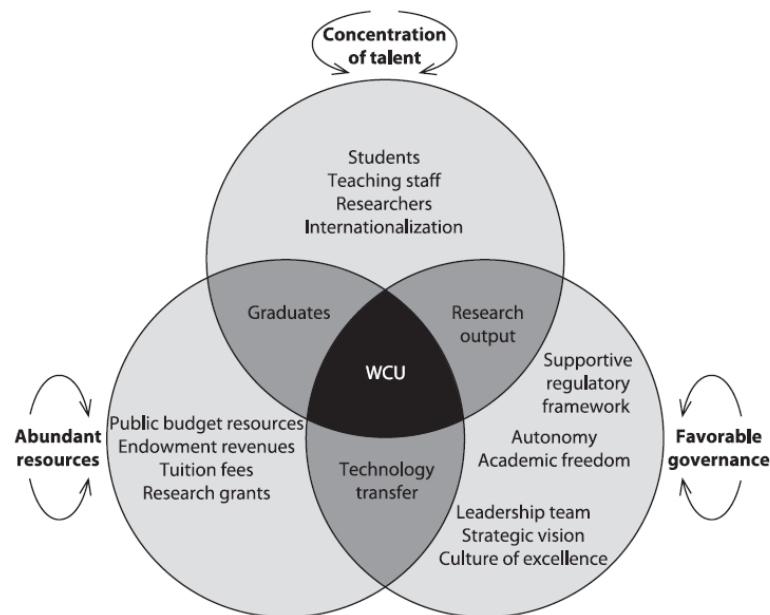 Concentration
of talent
Students
Teaching staff
Researchers
Internationalization
Graduates
Research
output
WCU
Supportive
regulatory
framework
Autonomy
Academic freedom
Leadership team
Strategic vision
Culture of excellence
Abundant
resources
Public budget resources
Endowment revenues
Tuition fees
Research grants
Technology
transfer
Favorable
governance